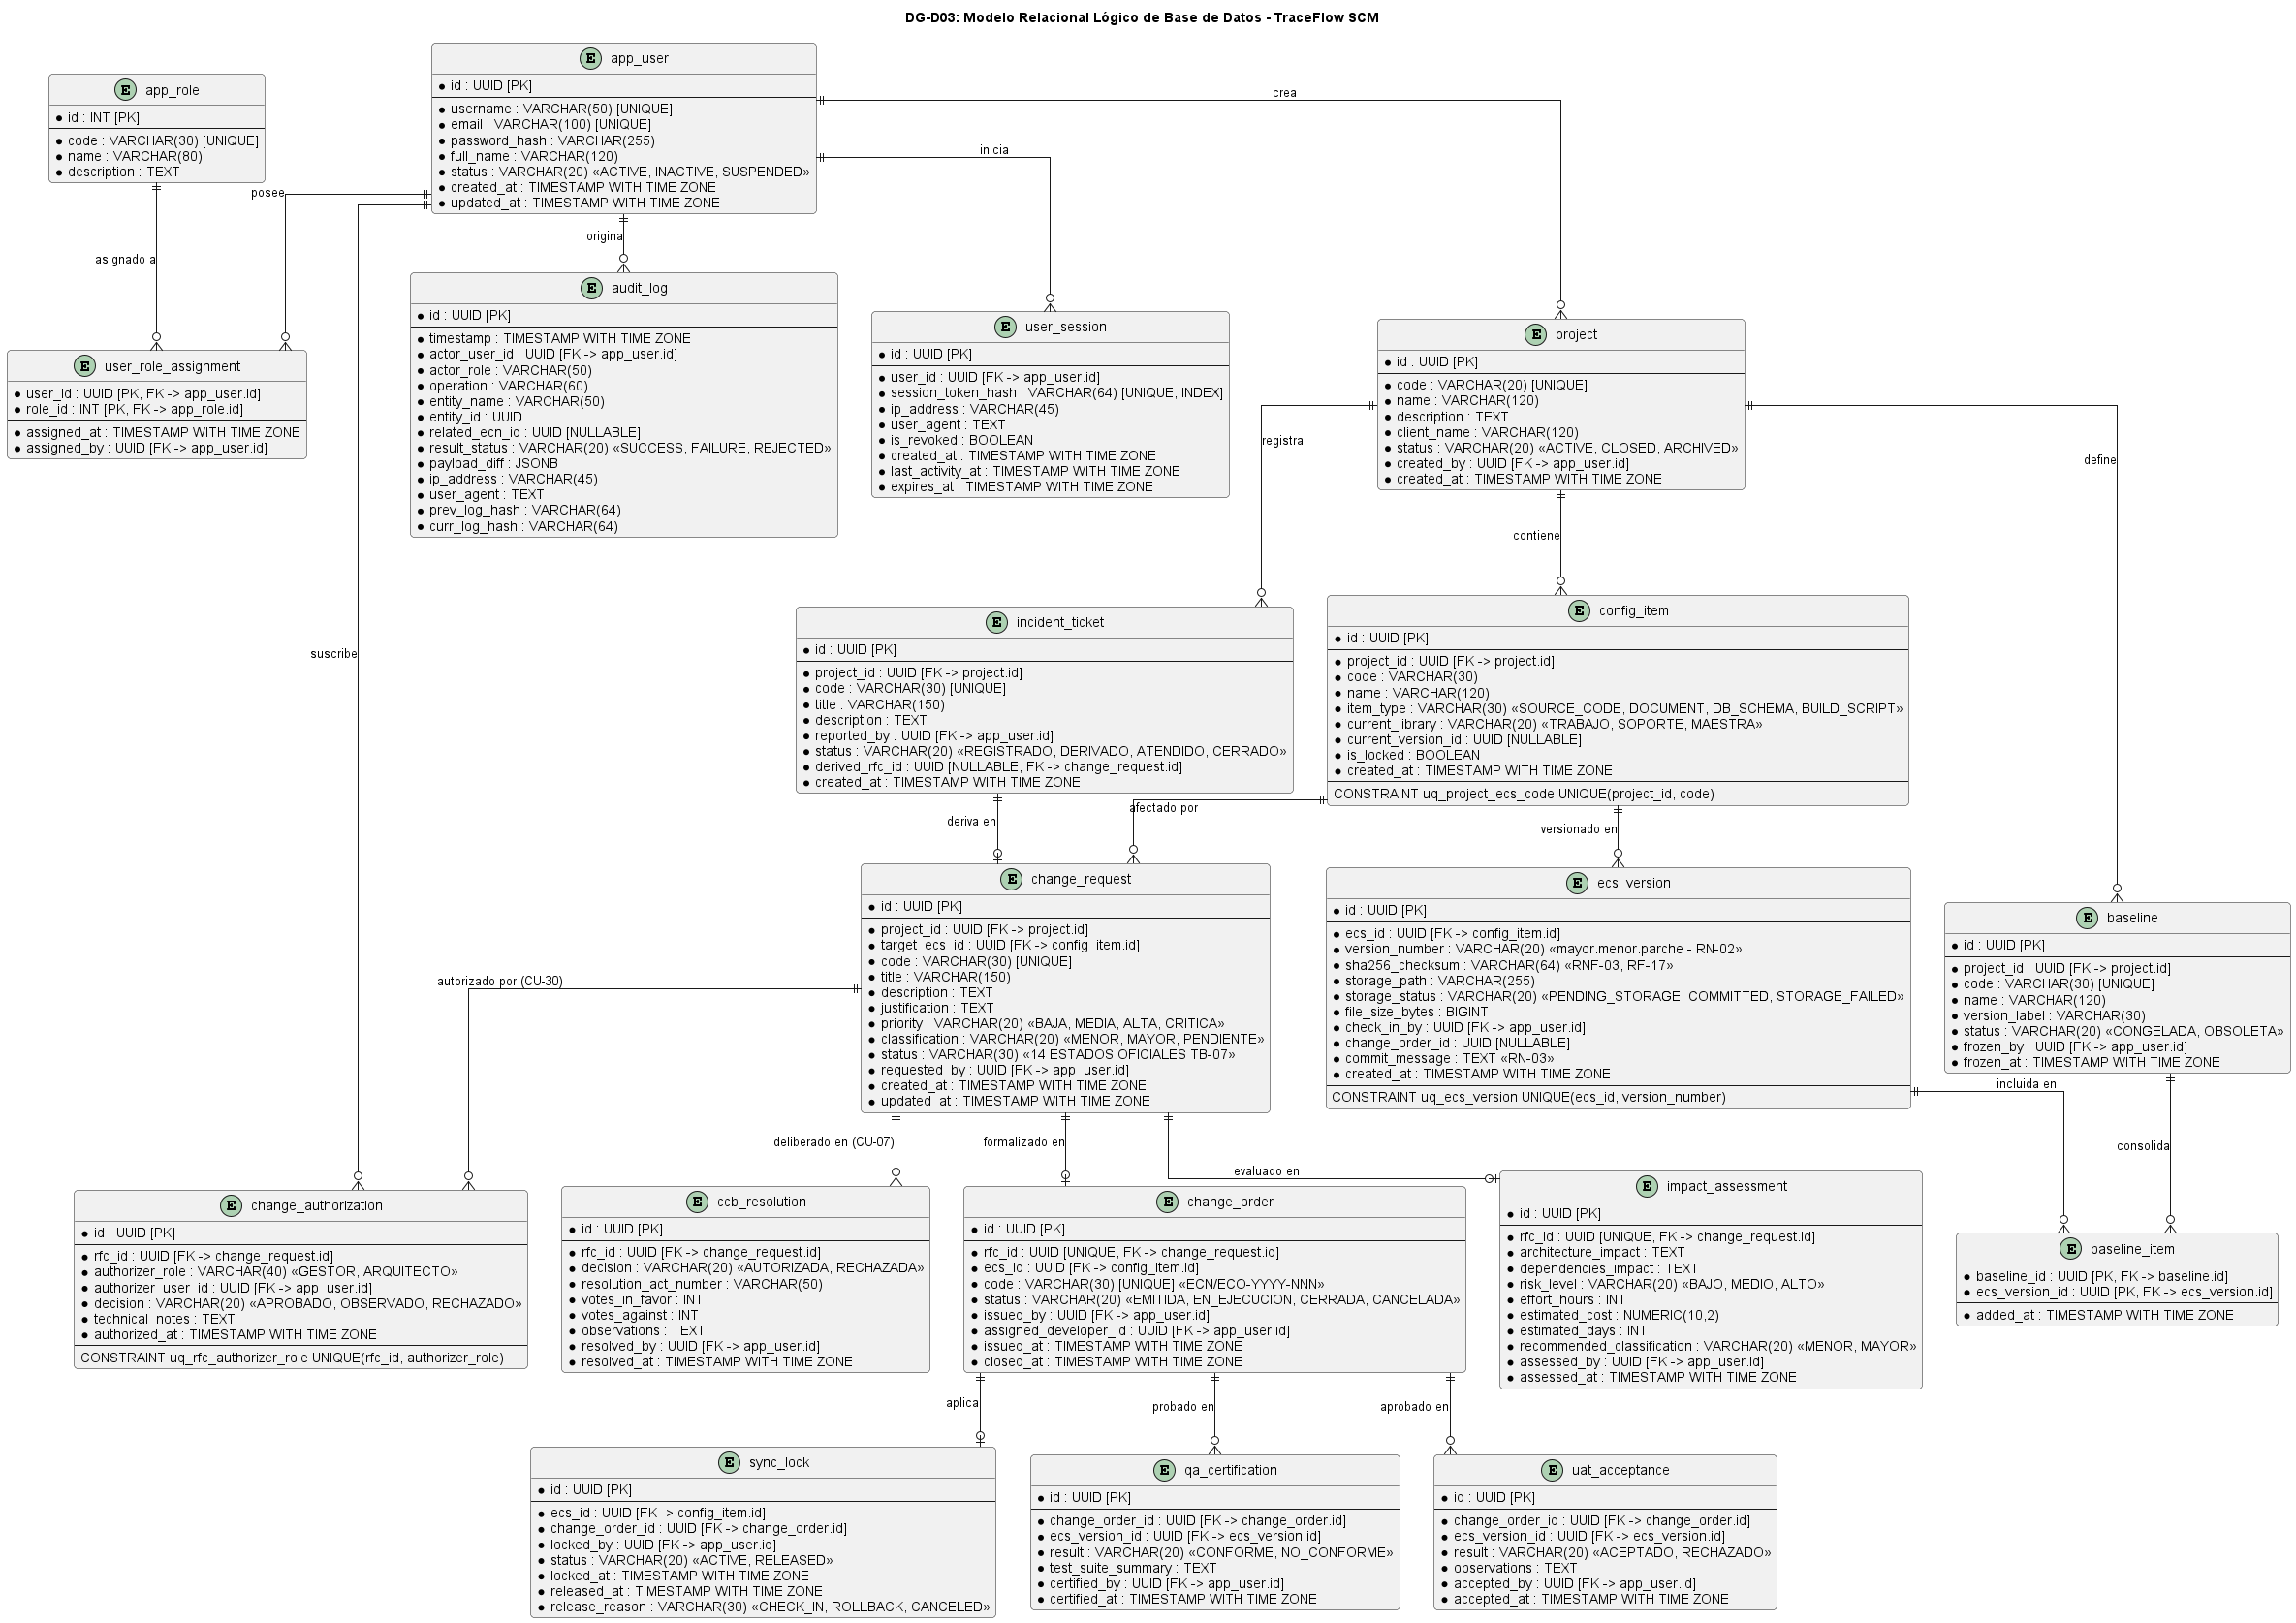 DG-D03: Modelo Relacional Lógico de Base de Datos - TraceFlow SCM
E app_user
* id : UUID [PK]
* username : VARCHAR(50) [UNIQUE]
* email : VARCHAR(100) [UNIQUE]
* password_hash : VARCHAR(255)
* full_name : VARCHAR(120)
* status : VARCHAR(20) «ACTIVE, INACTIVE, SUSPENDED»
* created_at : TIMESTAMP WITH TIME ZONE
* updated_at : TIMESTAMP WITH TIME ZONE
E app_role
* id : INT [PK]
* code : VARCHAR(30) [UNIQUE]
* name : VARCHAR(80)
* description : TEXT
crea
inicia
posee
origina
asignado a
E audit_log
* id : UUID [PK]
* timestamp : TIMESTAMP WITH TIME ZONE
* actor_user_id : UUID [FK -> app_user.id]
* actor_role : VARCHAR(50)
* operation : VARCHAR(60)
* entity_name : VARCHAR(50)
* entity_id : UUID
* related_ecn_id : UUID [NULLABLE]
* result_status : VARCHAR(20) «SUCCESS, FAILURE, REJECTED»
* payload_diff : JSONB
* ip_address : VARCHAR(45)
* user_agent : TEXT
* prev_log_hash : VARCHAR(64)
* curr_log_hash : VARCHAR(64)
E user_session
* id : UUID [PK]
* user_id : UUID [FK -> app_user.id]
* session_token_hash : VARCHAR(64) [UNIQUE, INDEX]
* ip_address : VARCHAR(45)
* user_agent : TEXT
* is_revoked : BOOLEAN
* created_at : TIMESTAMP WITH TIME ZONE
* last_activity_at : TIMESTAMP WITH TIME ZONE
* expires_at : TIMESTAMP WITH TIME ZONE
E project
* id : UUID [PK]
* code : VARCHAR(20) [UNIQUE]
* name : VARCHAR(120)
* description : TEXT
* client_name : VARCHAR(120)
* status : VARCHAR(20) «ACTIVE, CLOSED, ARCHIVED»
* created_by : UUID [FK -> app_user.id]
* created_at : TIMESTAMP WITH TIME ZONE
E user_role_assignment
* user_id : UUID [PK, FK -> app_user.id]
* role_id : INT [PK, FK -> app_role.id]
* assigned_at : TIMESTAMP WITH TIME ZONE
* assigned_by : UUID [FK -> app_user.id]
registra
define
contiene
suscribe
E incident_ticket
* id : UUID [PK]
* project_id : UUID [FK -> project.id]
* code : VARCHAR(30) [UNIQUE]
* title : VARCHAR(150)
* description : TEXT
* reported_by : UUID [FK -> app_user.id]
* status : VARCHAR(20) «REGISTRADO, DERIVADO, ATENDIDO, CERRADO»
* derived_rfc_id : UUID [NULLABLE, FK -> change_request.id]
* created_at : TIMESTAMP WITH TIME ZONE
E config_item
* id : UUID [PK]
* project_id : UUID [FK -> project.id]
* code : VARCHAR(30)
* name : VARCHAR(120)
* item_type : VARCHAR(30) «SOURCE_CODE, DOCUMENT, DB_SCHEMA, BUILD_SCRIPT»
* current_library : VARCHAR(20) «TRABAJO, SOPORTE, MAESTRA»
* current_version_id : UUID [NULLABLE]
* is_locked : BOOLEAN
* created_at : TIMESTAMP WITH TIME ZONE
CONSTRAINT uq_project_ecs_code UNIQUE(project_id, code)
afectado por
deriva en
versionado en
E change_request
* id : UUID [PK]
* project_id : UUID [FK -> project.id]
* target_ecs_id : UUID [FK -> config_item.id]
* code : VARCHAR(30) [UNIQUE]
* title : VARCHAR(150)
* description : TEXT
* justification : TEXT
* priority : VARCHAR(20) «BAJA, MEDIA, ALTA, CRITICA»
* classification : VARCHAR(20) «MENOR, MAYOR, PENDIENTE»
* status : VARCHAR(30) «14 ESTADOS OFICIALES TB-07»
* requested_by : UUID [FK -> app_user.id]
* created_at : TIMESTAMP WITH TIME ZONE
* updated_at : TIMESTAMP WITH TIME ZONE
E ecs_version
* id : UUID [PK]
* ecs_id : UUID [FK -> config_item.id]
* version_number : VARCHAR(20) «mayor.menor.parche - RN-02»
* sha256_checksum : VARCHAR(64) «RNF-03, RF-17»
* storage_path : VARCHAR(255)
* storage_status : VARCHAR(20) «PENDING_STORAGE, COMMITTED, STORAGE_FAILED»
* file_size_bytes : BIGINT
* check_in_by : UUID [FK -> app_user.id]
* change_order_id : UUID [NULLABLE]
* commit_message : TEXT «RN-03»
* created_at : TIMESTAMP WITH TIME ZONE
CONSTRAINT uq_ecs_version UNIQUE(ecs_id, version_number)
E baseline
* id : UUID [PK]
* project_id : UUID [FK -> project.id]
* code : VARCHAR(30) [UNIQUE]
* name : VARCHAR(120)
* version_label : VARCHAR(30)
* status : VARCHAR(20) «CONGELADA, OBSOLETA»
* frozen_by : UUID [FK -> app_user.id]
* frozen_at : TIMESTAMP WITH TIME ZONE
autorizado por (CU-30)
incluida en
deliberado en (CU-07)
formalizado en
evaluado en
consolida
E change_authorization
* id : UUID [PK]
* rfc_id : UUID [FK -> change_request.id]
* authorizer_role : VARCHAR(40) «GESTOR, ARQUITECTO»
* authorizer_user_id : UUID [FK -> app_user.id]
* decision : VARCHAR(20) «APROBADO, OBSERVADO, RECHAZADO»
* technical_notes : TEXT
* authorized_at : TIMESTAMP WITH TIME ZONE
CONSTRAINT uq_rfc_authorizer_role UNIQUE(rfc_id, authorizer_role)
E ccb_resolution
* id : UUID [PK]
* rfc_id : UUID [FK -> change_request.id]
* decision : VARCHAR(20) «AUTORIZADA, RECHAZADA»
* resolution_act_number : VARCHAR(50)
* votes_in_favor : INT
* votes_against : INT
* observations : TEXT
* resolved_by : UUID [FK -> app_user.id]
* resolved_at : TIMESTAMP WITH TIME ZONE
E change_order
* id : UUID [PK]
* rfc_id : UUID [UNIQUE, FK -> change_request.id]
* ecs_id : UUID [FK -> config_item.id]
* code : VARCHAR(30) [UNIQUE] «ECN/ECO-YYYY-NNN»
* status : VARCHAR(20) «EMITIDA, EN_EJECUCION, CERRADA, CANCELADA»
* issued_by : UUID [FK -> app_user.id]
* assigned_developer_id : UUID [FK -> app_user.id]
* issued_at : TIMESTAMP WITH TIME ZONE
* closed_at : TIMESTAMP WITH TIME ZONE
E impact_assessment
* id : UUID [PK]
* rfc_id : UUID [UNIQUE, FK -> change_request.id]
* architecture_impact : TEXT
* dependencies_impact : TEXT
* risk_level : VARCHAR(20) «BAJO, MEDIO, ALTO»
* effort_hours : INT
* estimated_cost : NUMERIC(10,2)
* estimated_days : INT
* recommended_classification : VARCHAR(20) «MENOR, MAYOR»
* assessed_by : UUID [FK -> app_user.id]
* assessed_at : TIMESTAMP WITH TIME ZONE
E baseline_item
* baseline_id : UUID [PK, FK -> baseline.id]
* ecs_version_id : UUID [PK, FK -> ecs_version.id]
* added_at : TIMESTAMP WITH TIME ZONE
aplica
probado en
aprobado en
E sync_lock
* id : UUID [PK]
* ecs_id : UUID [FK -> config_item.id]
* change_order_id : UUID [FK -> change_order.id]
* locked_by : UUID [FK -> app_user.id]
* status : VARCHAR(20) «ACTIVE, RELEASED»
* locked_at : TIMESTAMP WITH TIME ZONE
* released_at : TIMESTAMP WITH TIME ZONE
* release_reason : VARCHAR(30) «CHECK_IN, ROLLBACK, CANCELED»
E qa_certification
* id : UUID [PK]
* change_order_id : UUID [FK -> change_order.id]
* ecs_version_id : UUID [FK -> ecs_version.id]
* result : VARCHAR(20) «CONFORME, NO_CONFORME»
* test_suite_summary : TEXT
* certified_by : UUID [FK -> app_user.id]
* certified_at : TIMESTAMP WITH TIME ZONE
E uat_acceptance
* id : UUID [PK]
* change_order_id : UUID [FK -> change_order.id]
* ecs_version_id : UUID [FK -> ecs_version.id]
* result : VARCHAR(20) «ACEPTADO, RECHAZADO»
* observations : TEXT
* accepted_by : UUID [FK -> app_user.id]
* accepted_at : TIMESTAMP WITH TIME ZONE